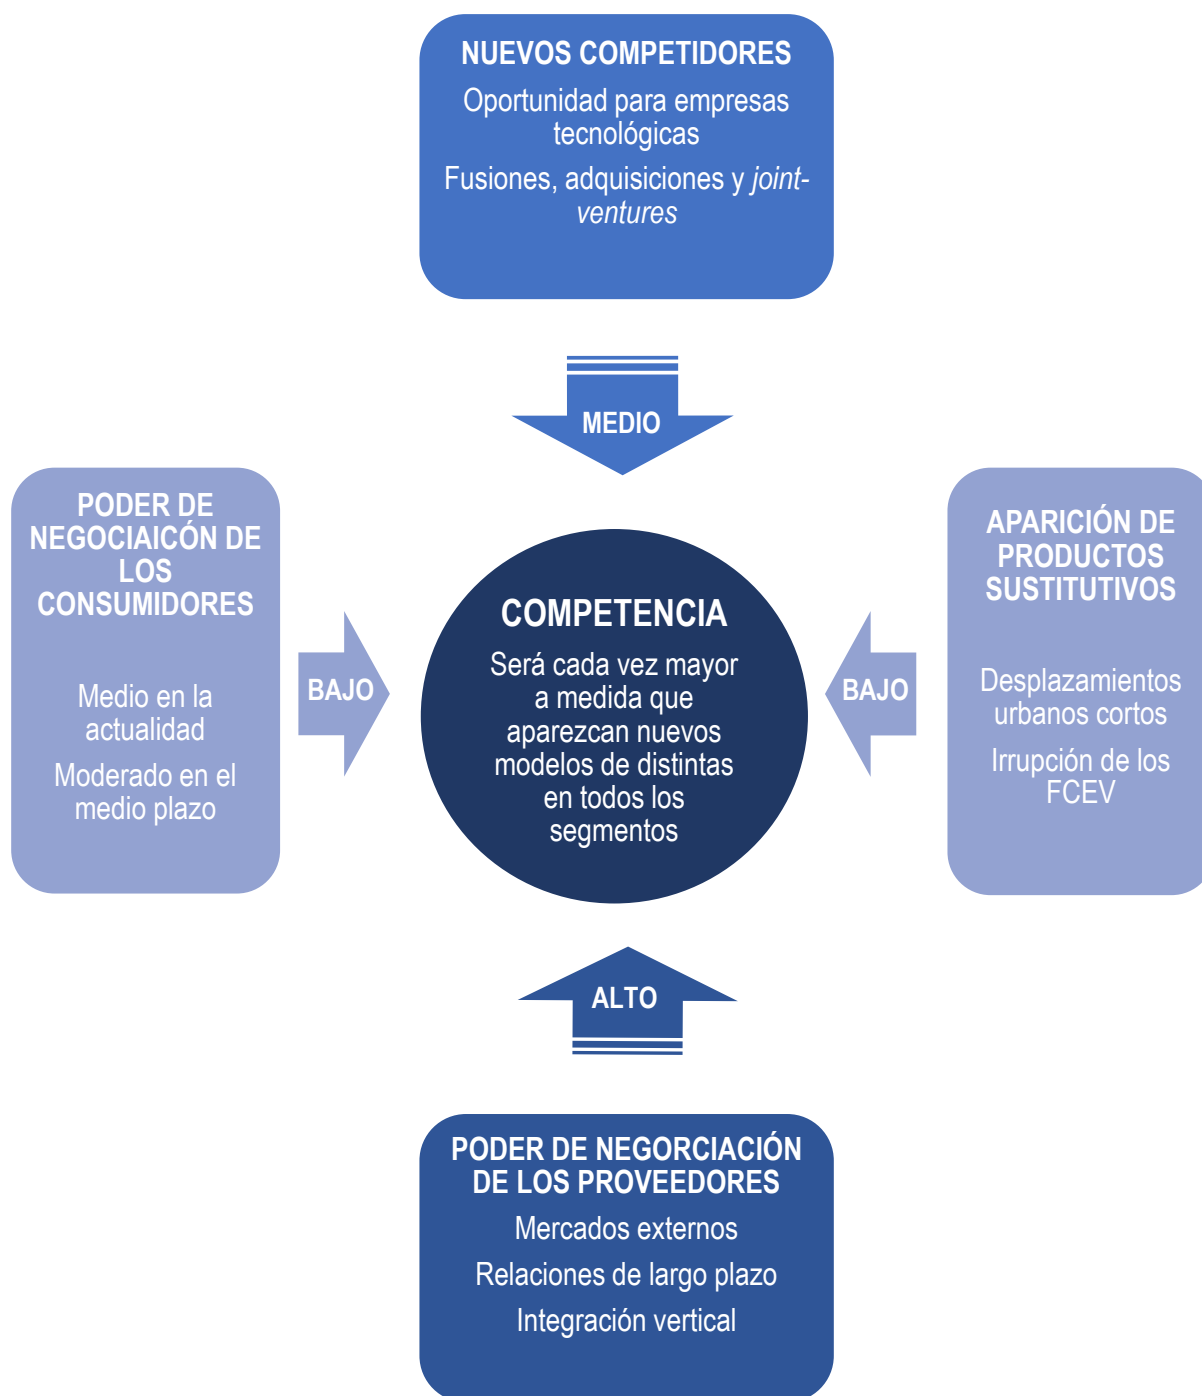 NUEVOS COMPETIDORES
Oportunidad para empresas
tecnológicas
Fusiones, adquisiciones y joint-
ventures
MEDIO
PODER DE
NEGOCIAICÓN DE
LOS
CONSUMIDORES
Medio en la
actualidad
Moderado en el
medio plazo
BAJO
COMPETENCIA
Será cada vez mayor
a medida que
aparezcan nuevos
modelos de distintas
en todos los
segmentos
BAJO
APARICIÓN DE
PRODUCTOS
SUSTITUTIVOS
Desplazamientos
urbanos cortos
Irrupción de los
FCEV
ALTO
PODER DE NEGORCIACIÓN
DE LOS PROVEEDORES
Mercados externos
Relaciones de largo plazo
Integración vertical